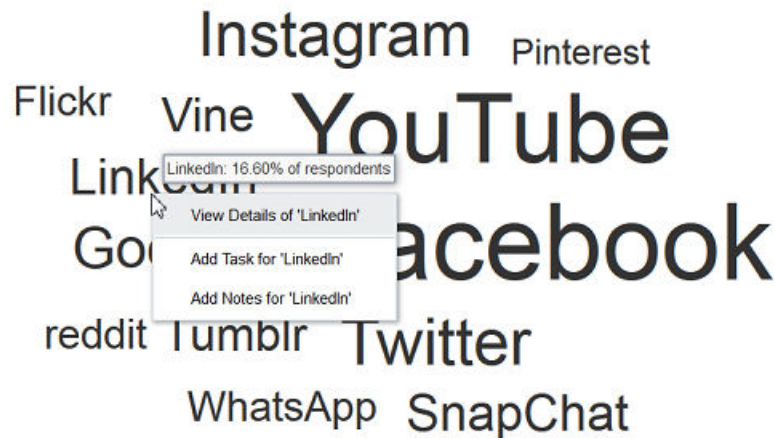 Instagram
Pinterest
Flickr
Vine
YouTube
LinkedIn: 16.60% of respondents
LinkedIn
View Details of 'LinkedIn'
Goo
acebook
Add Task for 'LinkedIn'
Add Notes for 'LinkedIn'
reddit
Tumblr
Twitter
WhatsApp
SnapChat